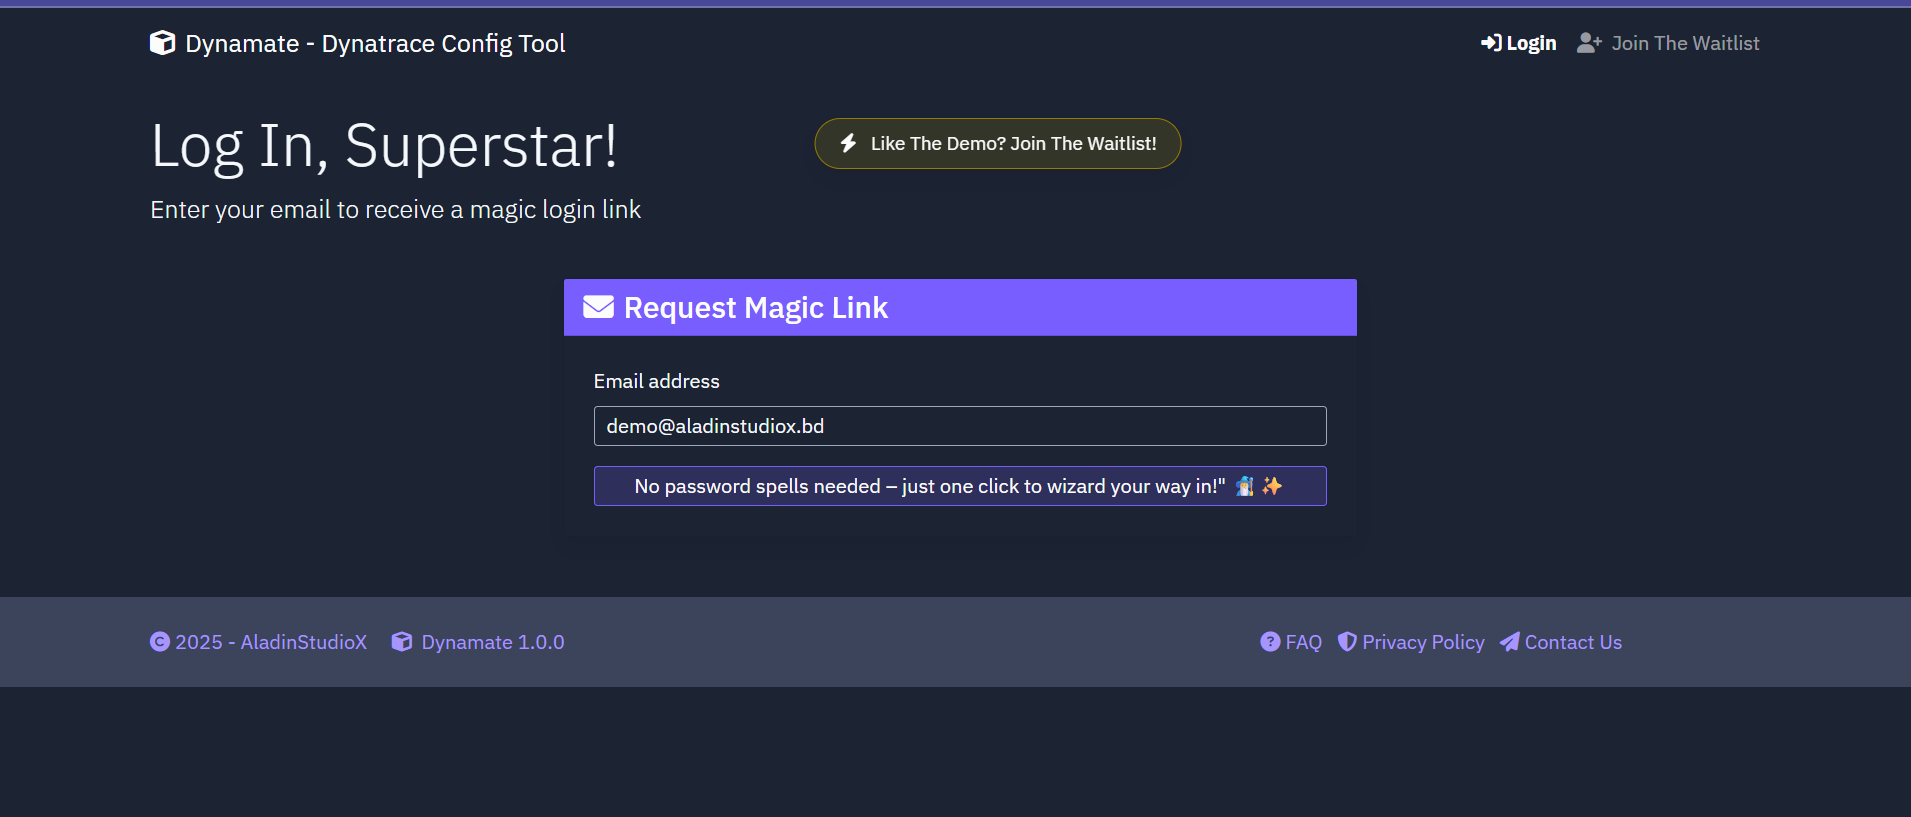 Dynamate - Dynatrace Config Tool
Login
Join The Waitlist
Log In, Superstar!
Like The Demo? Join The Waitlist!
Enter your email to receive a magic login link
Request Magic Link
Email address
demo@aladinstudiox.bd
No password spells needed – just one click to wizard your way in!" 🧙‍♂️ ✨
© 2025 - AladinStudioX
Dynamate 1.0.0
FAQ
Privacy Policy
Contact Us